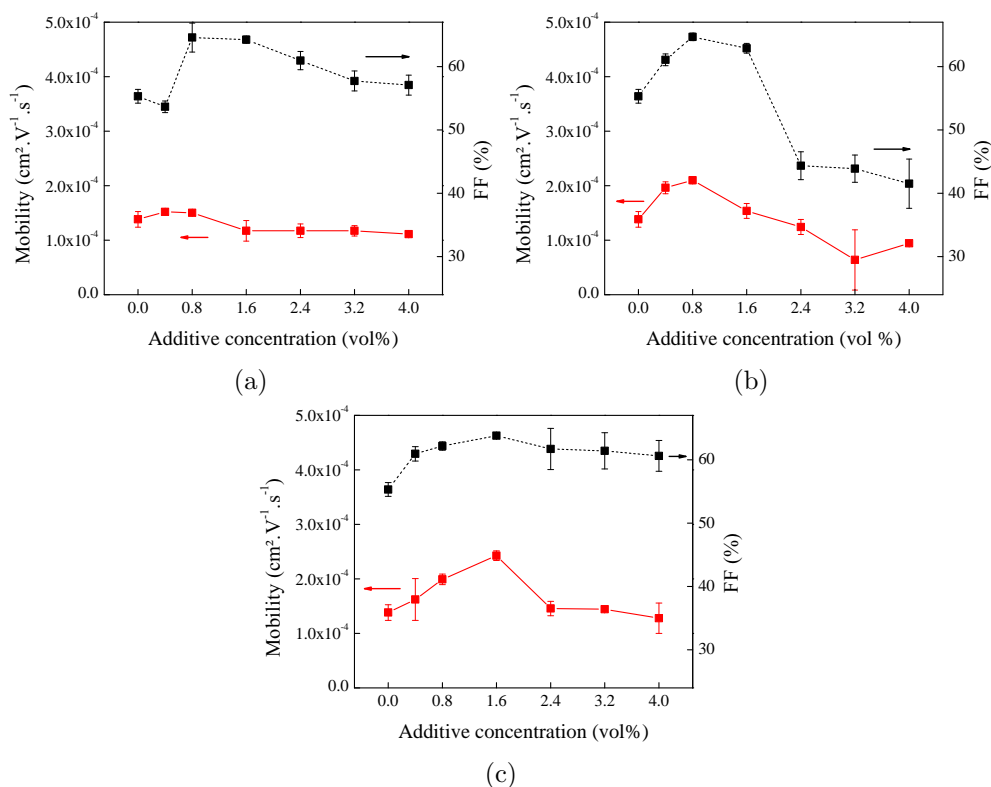 5.0x10⁻⁴
4.0x10⁻⁴
3.0x10⁻⁴
2.0x10⁻⁴
1.0x10⁻⁴
0.0
Mobility (cm².V⁻¹.s⁻¹)
60
50
40
30
FF (%)
0.0 0.8 1.6 2.4 3.2 4.0
Additive concentration (vol%)
(a)
5.0x10⁻⁴
4.0x10⁻⁴
3.0x10⁻⁴
2.0x10⁻⁴
1.0x10⁻⁴
0.0
Mobility (cm².V⁻¹.s⁻¹)
60
50
40
30
FF (%)
0.0 0.8 1.6 2.4 3.2 4.0
Additive concentration (vol %)
(b)
5.0x10⁻⁴
4.0x10⁻⁴
3.0x10⁻⁴
2.0x10⁻⁴
1.0x10⁻⁴
0.0
Mobility (cm².V⁻¹.s⁻¹)
60
50
40
30
FF (%)
0.0 0.8 1.6 2.4 3.2 4.0
Additive concentration (vol%)
(c)